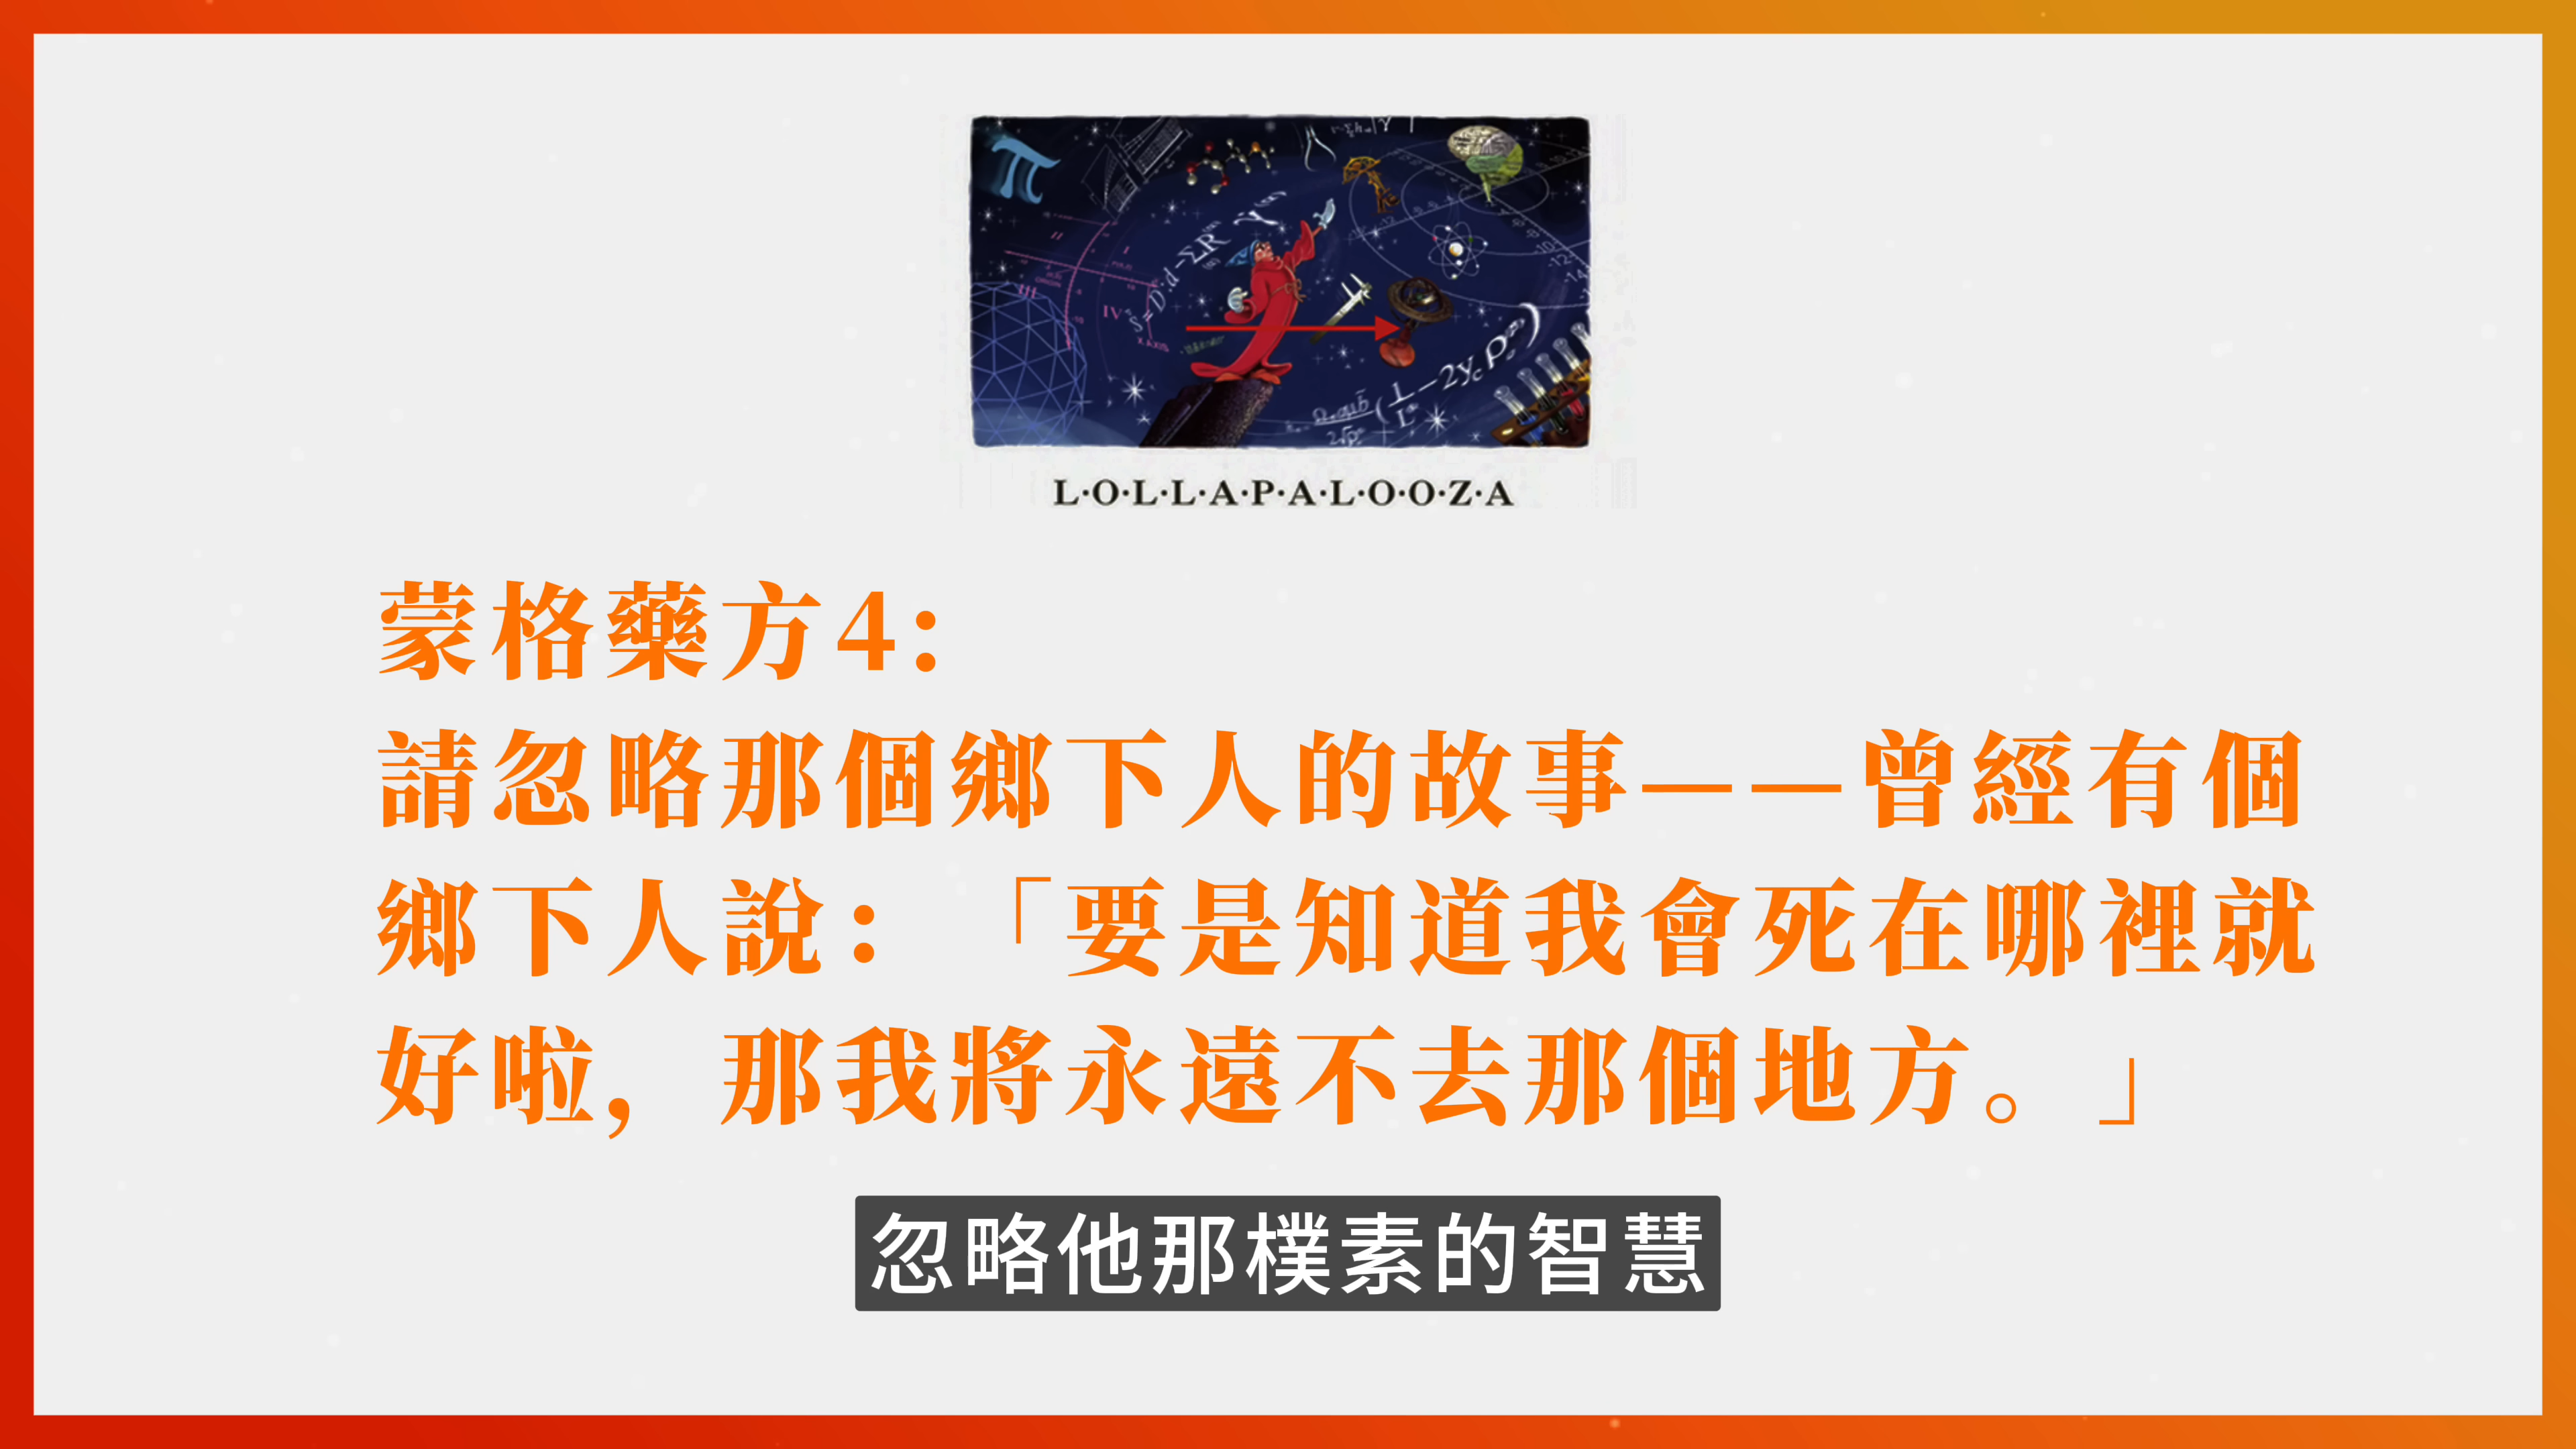 π
L·O·L·L·A·P·A·L·O·O·Z·A
蒙格藥方4:
請忽略那個鄉下人的故事——曾經有個
鄉下人說：「要是知道我會死在哪裡就
好啦，那我將永遠不去那個地方。」
忽略他那樸素的智慧